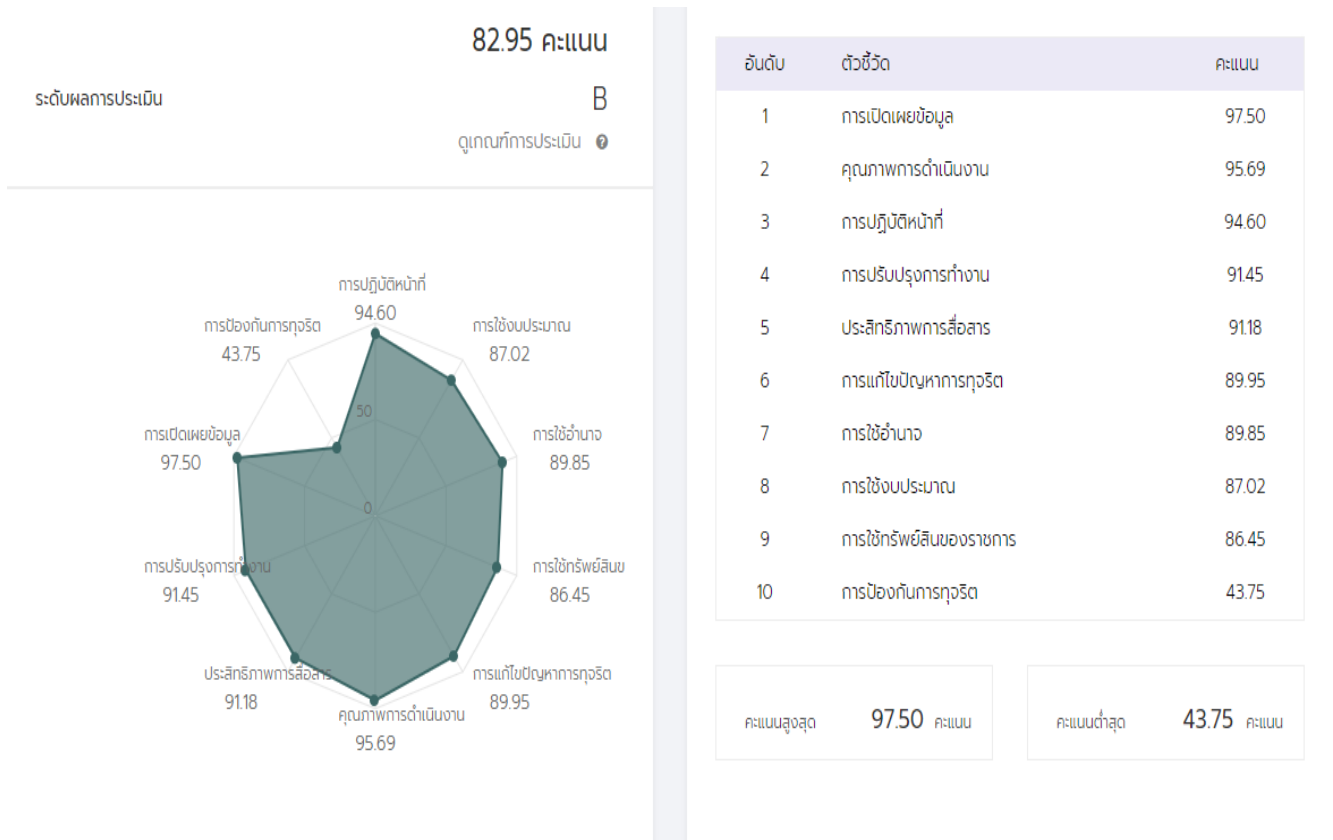 82.95 คะแนน
ระดับผลการประเมิน
B
ดูเกณฑ์การประเมิน ?
การปฏิบัติหน้าที่
94.60
การป้องกันการทุจริต
43.75
การใช้งบประมาณ
87.02
50
การเปิดเผยข้อมูล
97.50
การใช้อำนาจ
89.85
0
การปรับปรุงการทำงาน
91.45
การใช้ทรัพย์สินข
86.45
ประสิทธิภาพการสื่อสาร
91.18
การแก้ไขปัญหาการทุจริต
89.95
คุณภาพการดำเนินงาน
95.69
อันดับ ตัวชี้วัด คะแนน
1 การเปิดเผยข้อมูล 97.50
2 คุณภาพการดำเนินงาน 95.69
3 การปฏิบัติหน้าที่ 94.60
4 การปรับปรุงการทำงาน 91.45
5 ประสิทธิภาพการสื่อสาร 91.18
6 การแก้ไขปัญหาการทุจริต 89.95
7 การใช้อำนาจ 89.85
8 การใช้งบประมาณ 87.02
9 การใช้ทรัพย์สินของราชการ 86.45
10 การป้องกันการทุจริต 43.75
คะแนนสูงสุด 97.50 คะแนน
คะแนนต่ำสุด 43.75 คะแนน